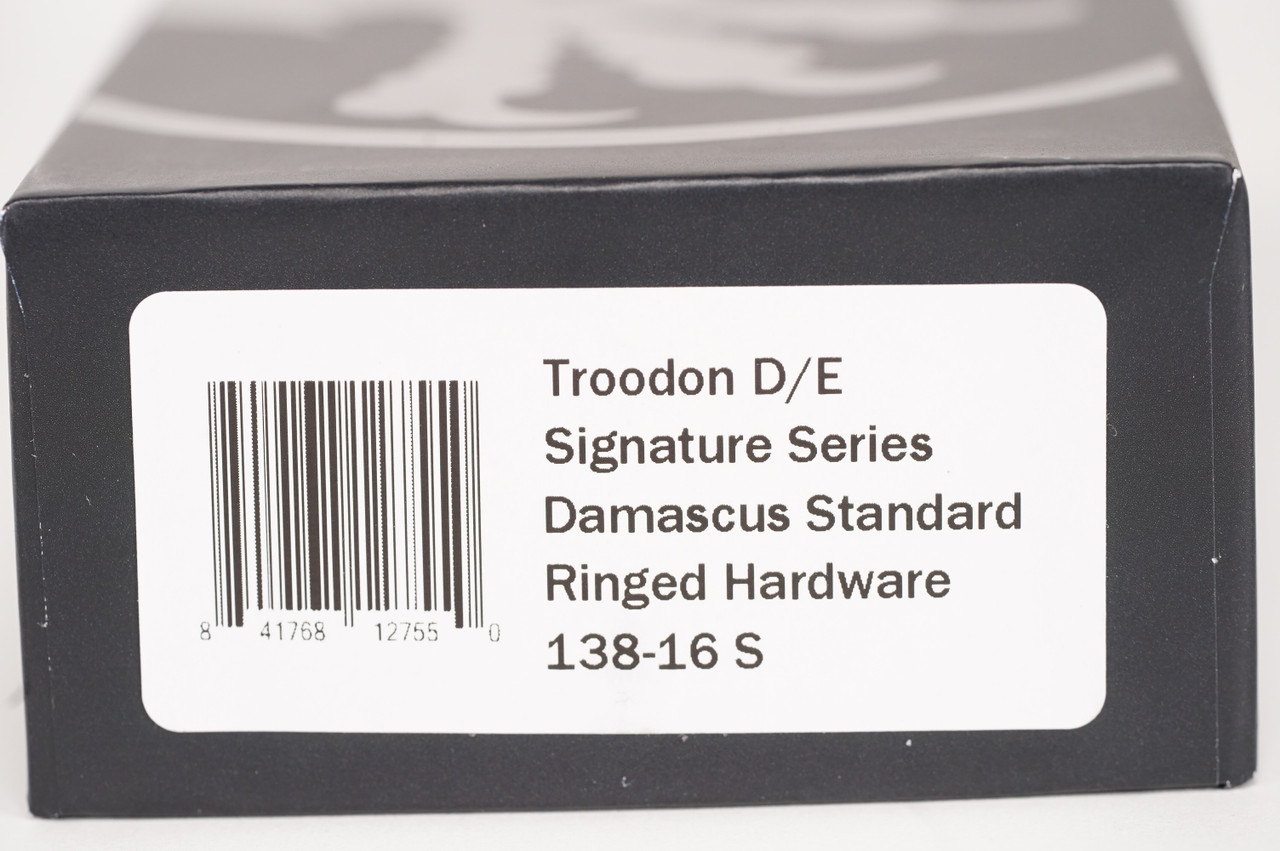 Troodon D/E
Signature Series
Damascus Standard
Ringed Hardware
138-16 S
8 41768 12755 0